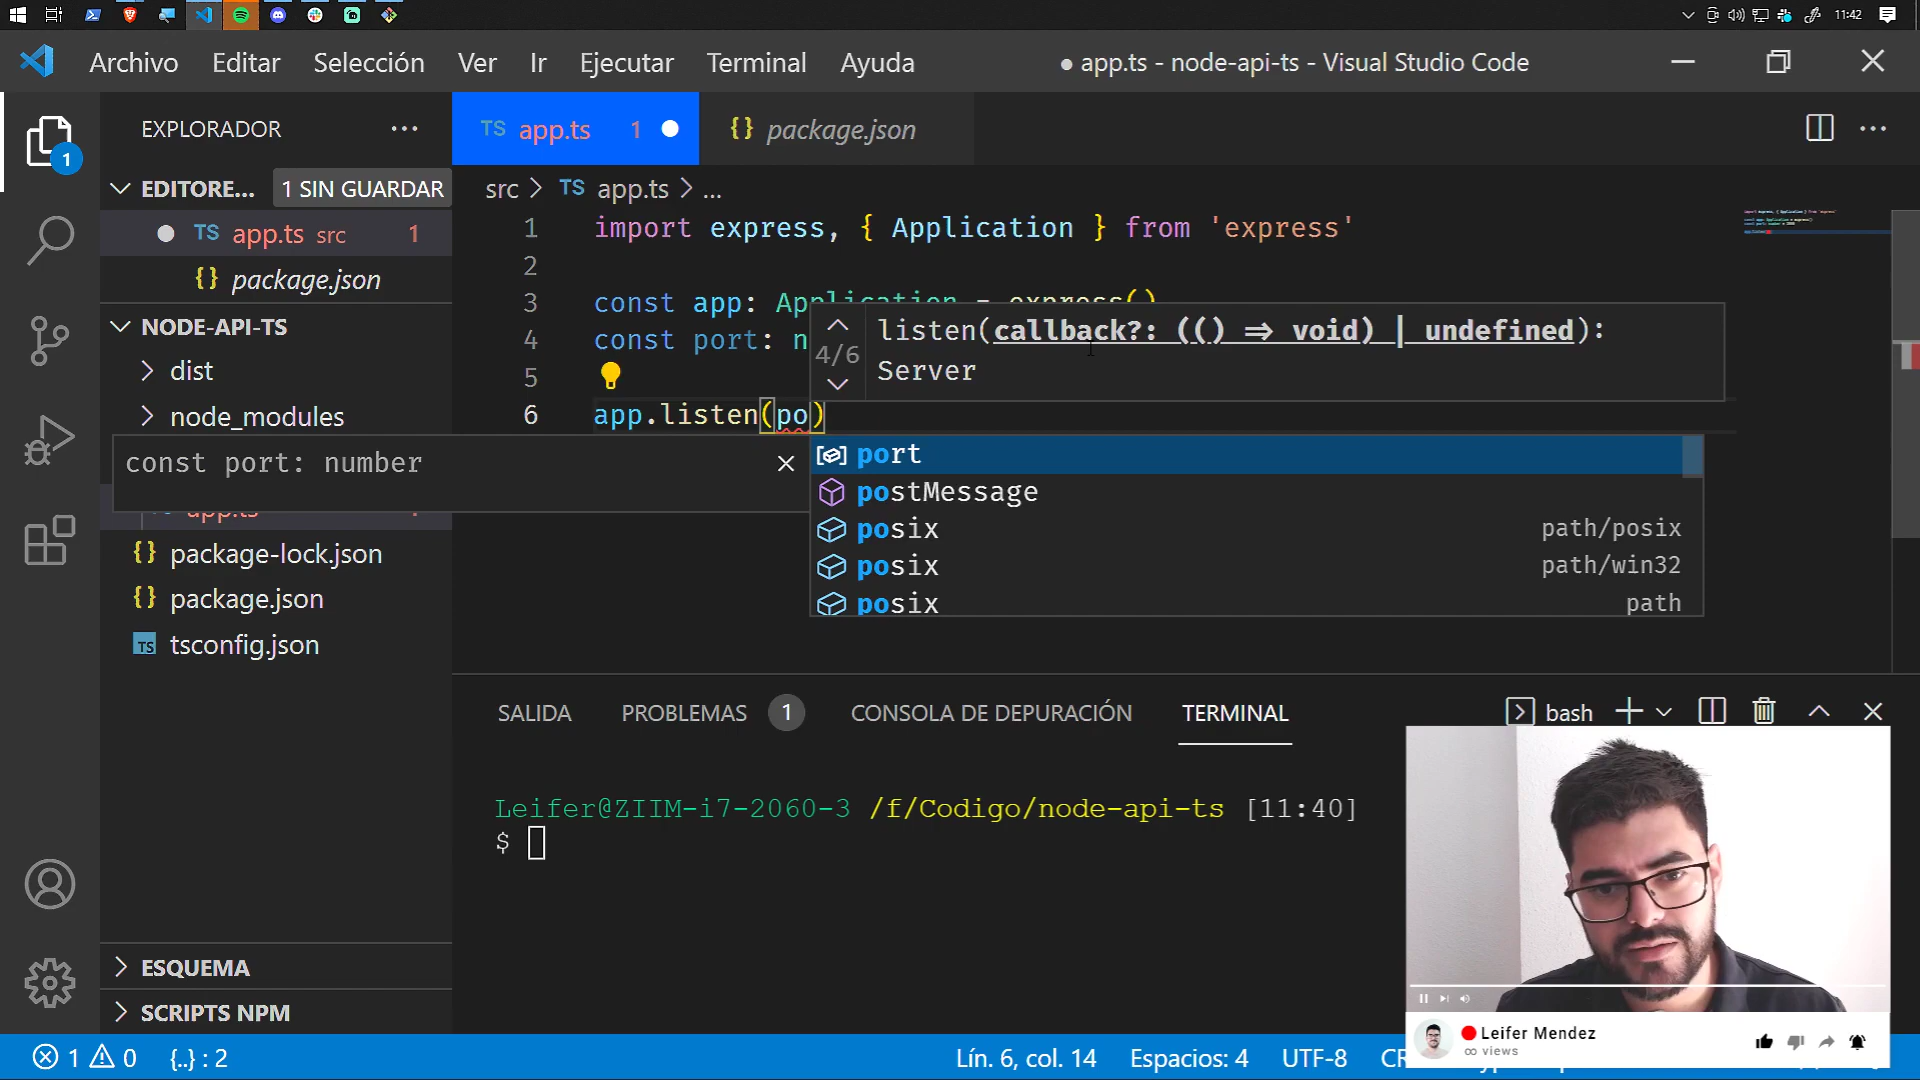 11:42
Archivo Editar Selección Ver Ir Ejecutar Terminal Ayuda
● app.ts - node-api-ts - Visual Studio Code
EXPLORADOR
TS app.ts 1
{} package.json
EDITORE... 1 SIN GUARDAR
TS app.ts src 1
{} package.json
NODE-API-TS
dist
node_modules
const port: number
app.ts
{} package-lock.json
{} package.json
TS tsconfig.json
ESQUEMA
SCRIPTS NPM
1
src > TS app.ts > ...
1 import express, { Application } from 'express'
2
3 const app: Application = express()
4 const port: n
5
6 app.listen(po)
4/6
listen(callback?: (() => void) | undefined):
Server
port
postMessage
posix path/posix
posix path/win32
posix path
SALIDA PROBLEMAS 1 CONSOLA DE DEPURACIÓN TERMINAL
bash
Leifer@ZIIM-i7-2060-3 /f/Codigo/node-api-ts [11:40]
$
Leifer Mendez
∞ views
1 0 {..} : 2
Lín. 6, col. 14 Espacios: 4 UTF-8